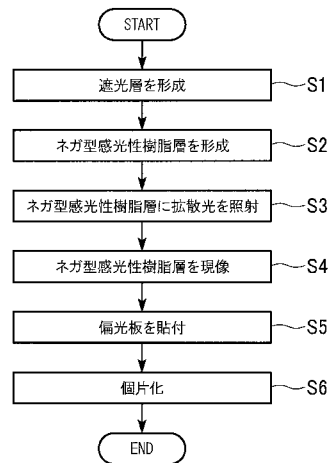 START
遮光層を形成
S1
ネガ型感光性樹脂層を形成
S2
ネガ型感光性樹脂層に拡散光を照射
S3
ネガ型感光性樹脂層を現像
S4
偏光板を貼付
S5
個片化
S6
END